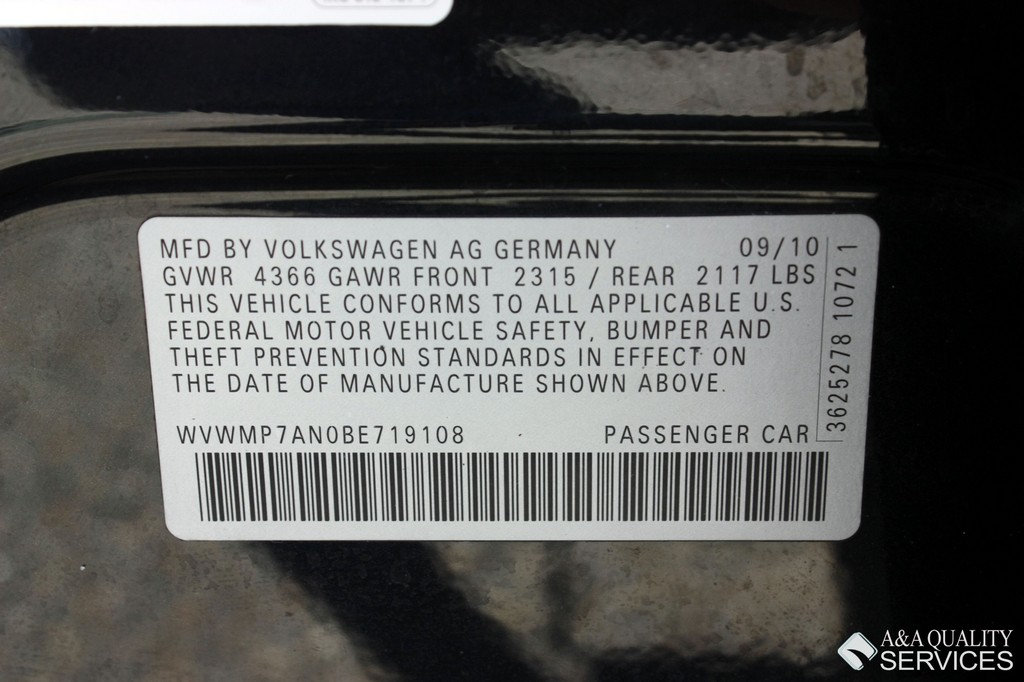 MFD BY VOLKSWAGEN AG GERMANY 09/10
GVWR 4366 GAWR FRONT 2315 / REAR 2117 LBS
THIS VEHICLE CONFORMS TO ALL APPLICABLE U.S.
FEDERAL MOTOR VEHICLE SAFETY, BUMPER AND
THEFT PREVENTION STANDARDS IN EFFECT ON
THE DATE OF MANUFACTURE SHOWN ABOVE.
WVWMP7AN0BE719108 PASSENGER CAR
3625278 1072 1
A&A QUALITY
SERVICES